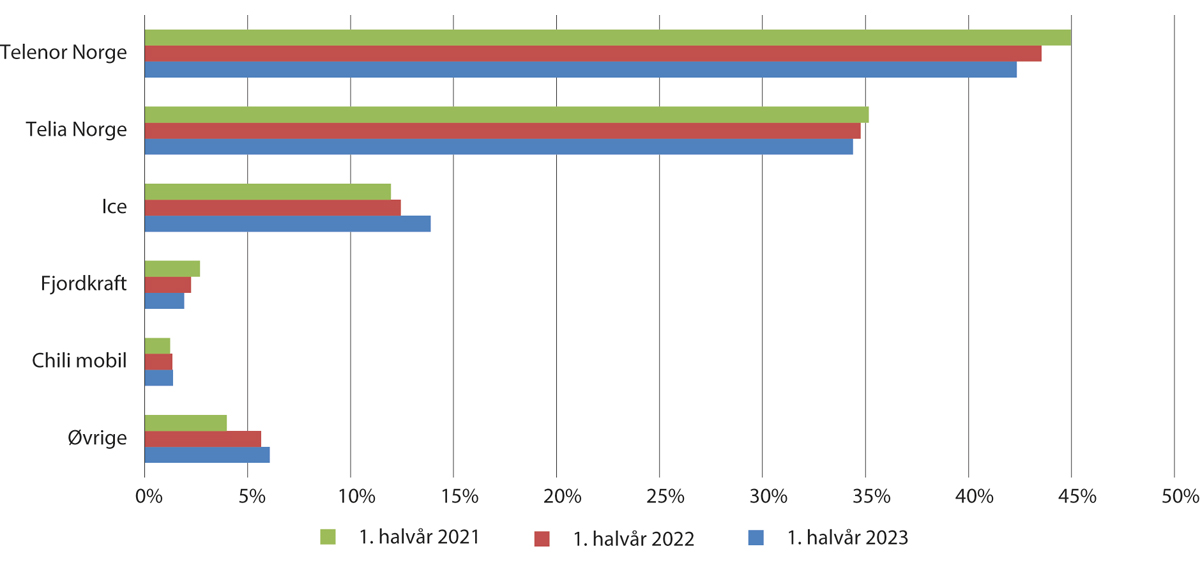 Telenor Norge
Telia Norge
Ice
Fjordkraft
Chili mobil
Øvrige
0% 5% 10% 15% 20% 25% 30% 35% 40% 45% 50%
1. halvår 2021 1. halvår 2022 1. halvår 2023